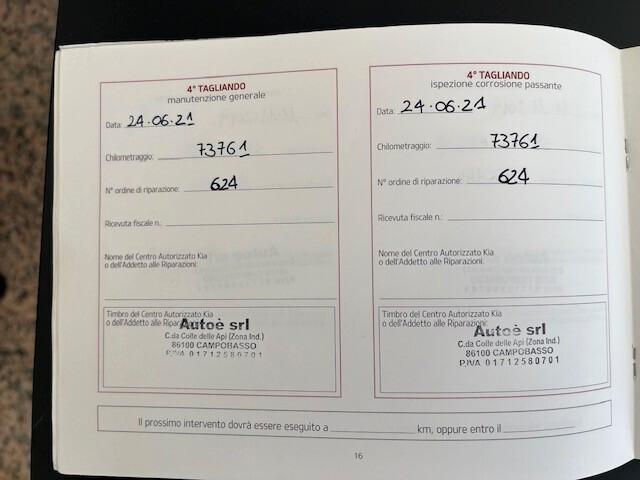 4° TAGLIANDO
manutenzione generale
Data: 24.06.21
Chilometraggio: 73761
N° ordine di riparazione: 624
Ricevuta fiscale n.:
Nome del Centro Autorizzato Kia
o dell'Addetto alle Riparazioni:
Timbro del Centro Autorizzato Kia
o dell'Addetto alle Riparazioni:
Autoè srl
C.da Colle delle Api (Zona Ind.)
86100 CAMPOBASSO
P.IVA 01712580701
4° TAGLIANDO
ispezione corrosione passante
Data: 24.06.21
Chilometraggio: 73761
N° ordine di riparazione: 624
Ricevuta fiscale n.:
Nome del Centro Autorizzato Kia
o dell'Addetto alle Riparazioni:
Timbro del Centro Autorizzato Kia
o dell'Addetto alle Riparazioni:
Autoè srl
C.da Colle delle Api (Zona Ind.)
86100 CAMPOBASSO
P.IVA 01712580701
Il prossimo intervento dovrà essere eseguito a km, oppure entro il
16